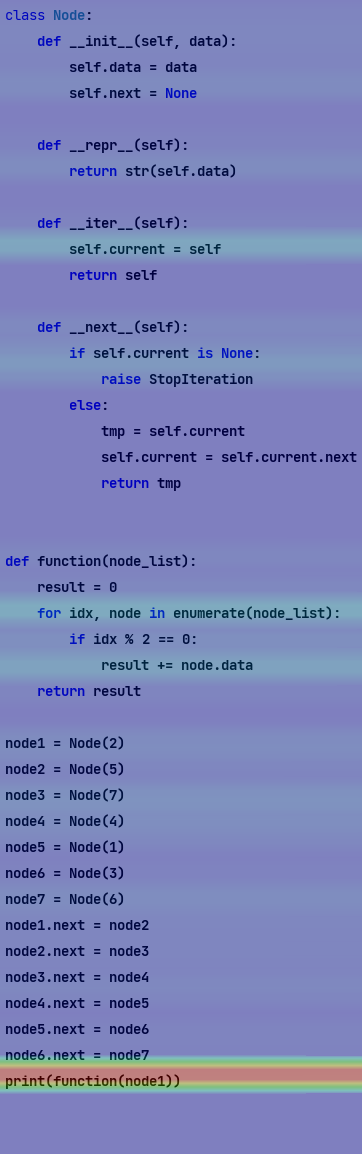 class Node:
    def __init__(self, data):
        self.data = data
        self.next = None

    def __repr__(self):
        return str(self.data)

    def __iter__(self):
        self.current = self
        return self

    def __next__(self):
        if self.current is None:
            raise StopIteration
        else:
            tmp = self.current
            self.current = self.current.next
            return tmp


def function(node_list):
    result = 0
    for idx, node in enumerate(node_list):
        if idx % 2 == 0:
            result += node.data
    return result

node1 = Node(2)
node2 = Node(5)
node3 = Node(7)
node4 = Node(4)
node5 = Node(1)
node6 = Node(3)
node7 = Node(6)
node1.next = node2
node2.next = node3
node3.next = node4
node4.next = node5
node5.next = node6
node6.next = node7
print(function(node1))